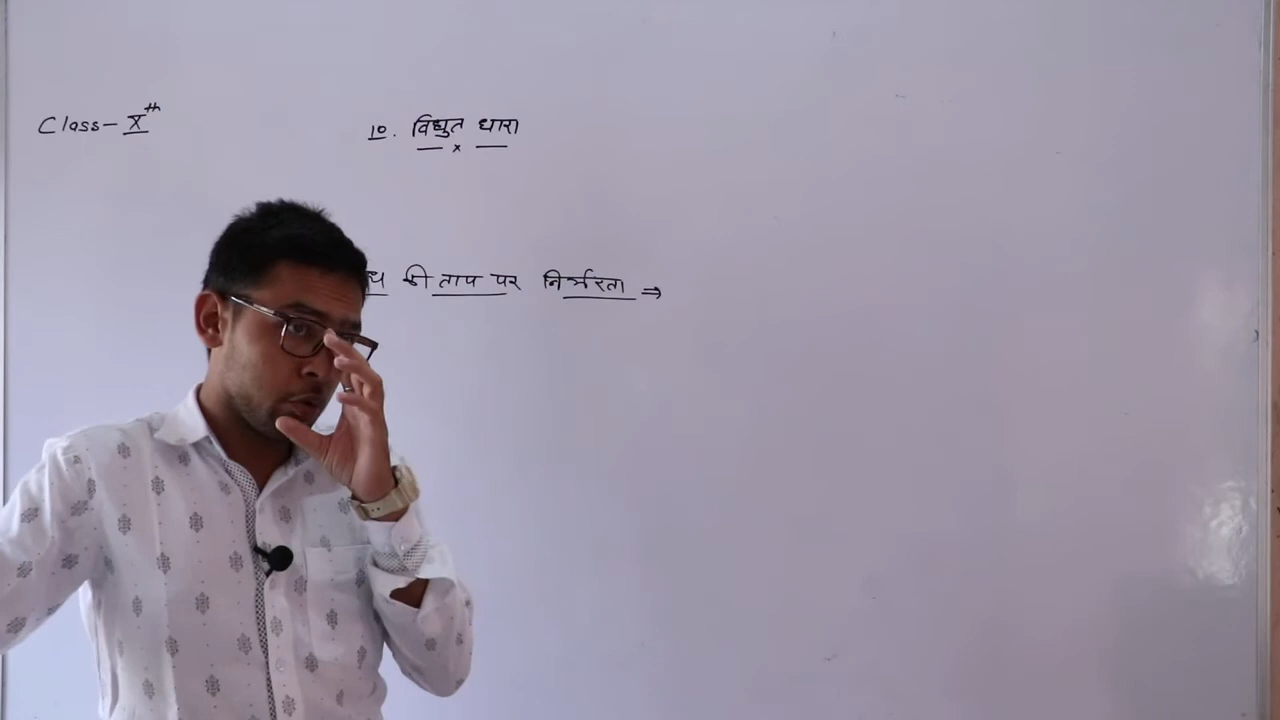 Class- X th
10. विद्युत धारा
की ताप पर निर्भरता ⇒